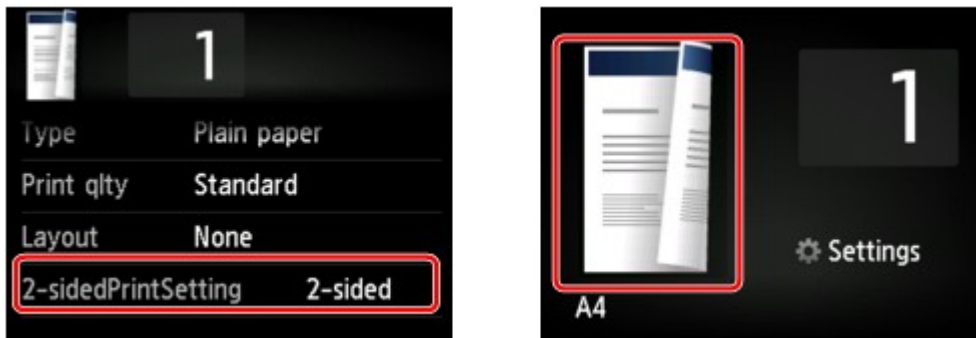 1
Type Plain paper
Print qlty Standard
Layout None
2-sidedPrintSetting 2-sided
1
Settings
A4